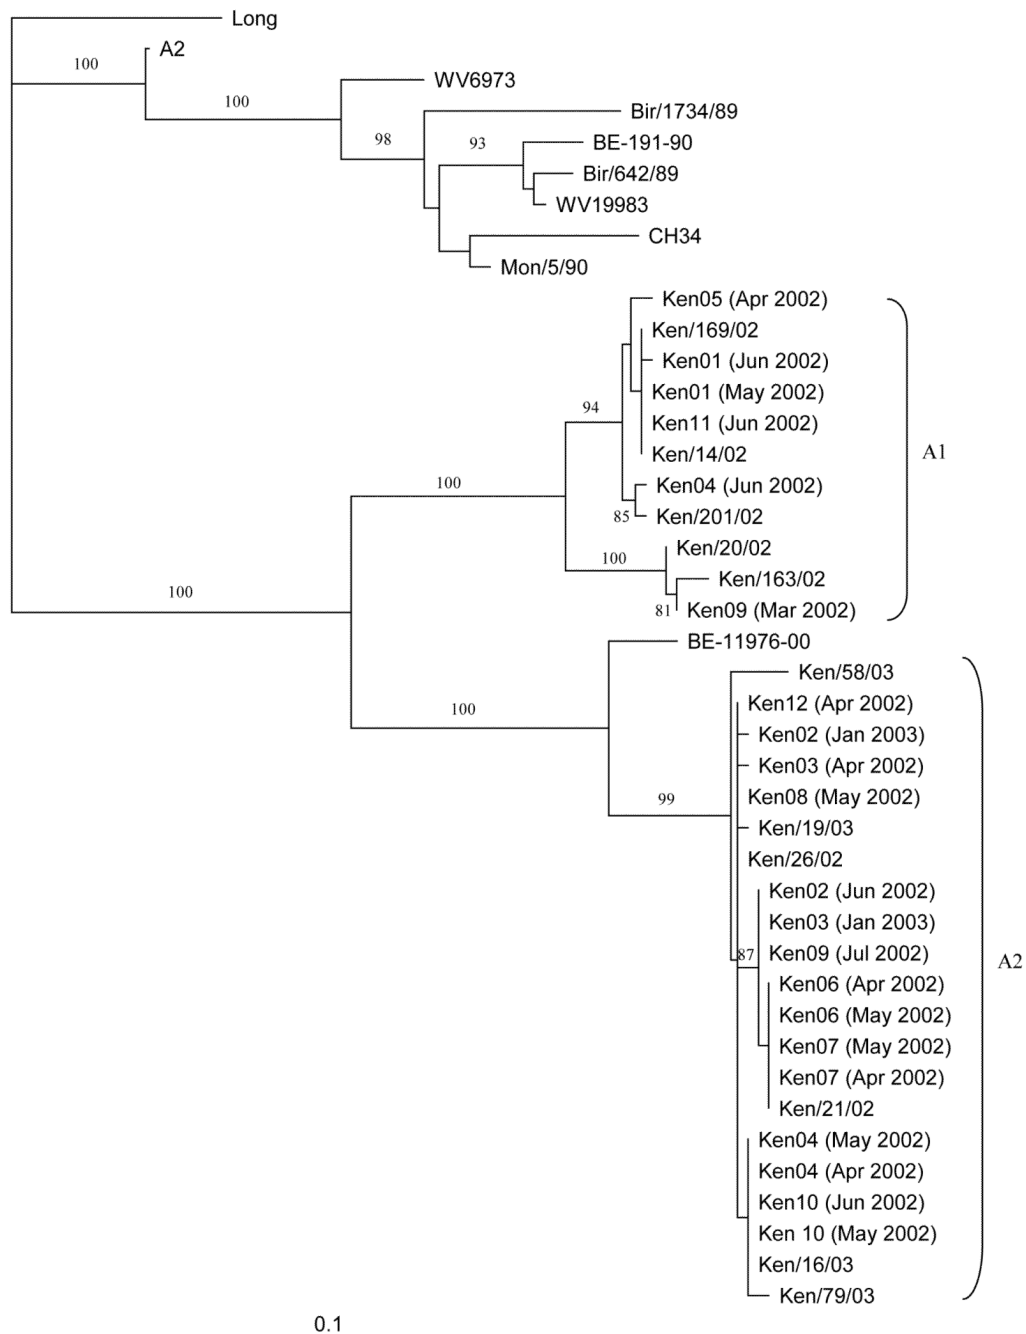 Long
A2
100
WV6973
100
Bir/1734/89
98
93
BE-191-90
Bir/642/89
WV19983
CH34
Mon/5/90
Ken05 (Apr 2002)
Ken/169/02
Ken01 (Jun 2002)
Ken01 (May 2002)
94
Ken11 (Jun 2002)
Ken/14/02
A1
100
Ken04 (Jun 2002)
85
Ken/201/02
Ken/20/02
100
Ken/163/02
100
81
Ken09 (Mar 2002)
BE-11976-00
Ken/58/03
Ken12 (Apr 2002)
100
Ken02 (Jan 2003)
Ken03 (Apr 2002)
99
Ken08 (May 2002)
Ken/19/03
Ken/26/02
Ken02 (Jun 2002)
Ken03 (Jan 2003)
87
Ken09 (Jul 2002)
A2
Ken06 (Apr 2002)
Ken06 (May 2002)
Ken07 (May 2002)
Ken07 (Apr 2002)
Ken/21/02
Ken04 (May 2002)
Ken04 (Apr 2002)
Ken10 (Jun 2002)
Ken 10 (May 2002)
Ken/16/03
Ken/79/03
0.1